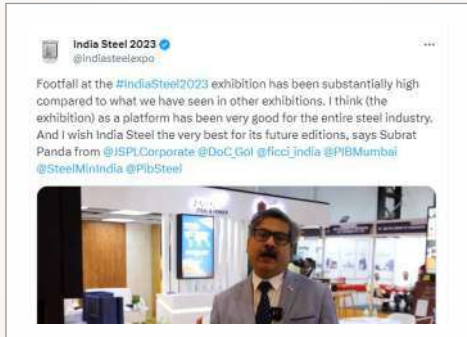 India Steel 2023
@indiasteelexpo
Footfall at the #IndiaSteel2023 exhibition has been substantially high
compared to what we have seen in other exhibitions. I think (the
exhibition) as a platform has been very good for the entire steel industry.
And I wish India Steel the very best for its future editions, says Subrat
Panda from @JSPLCorporate @DoC_GoI @ficci_india @PIBMumbai
@SteelMinIndia @PibSteel